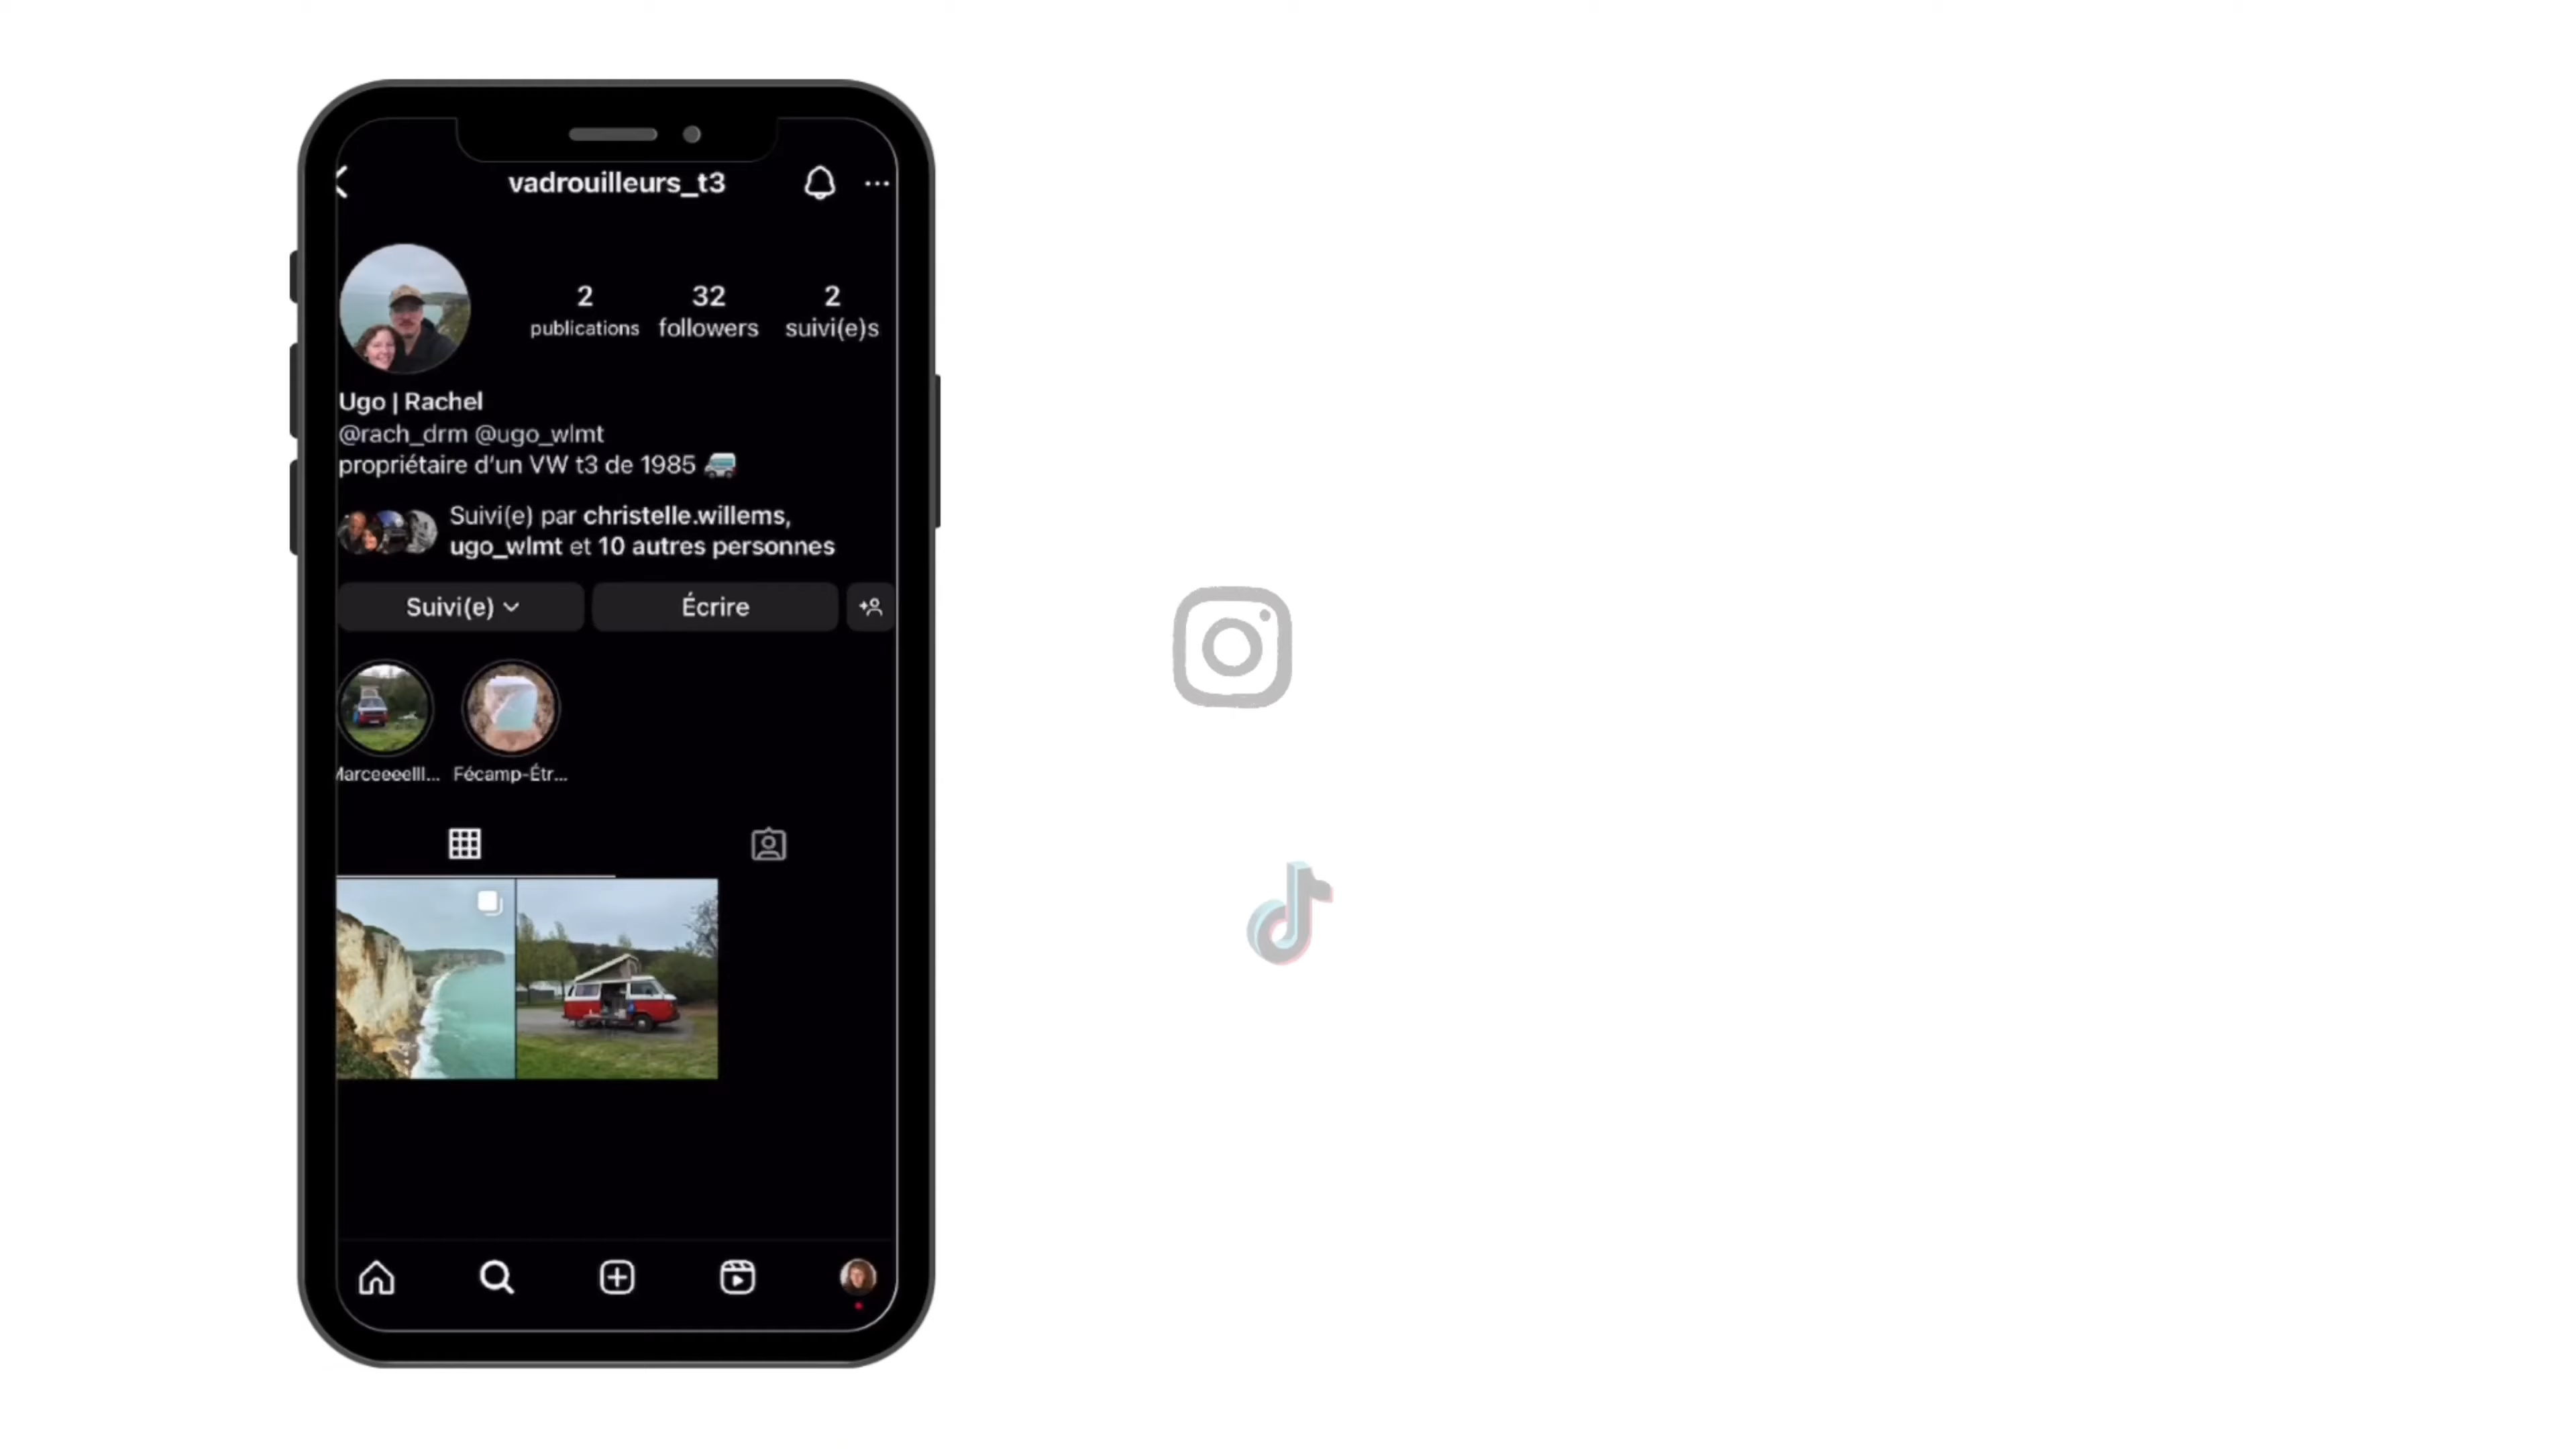 vadrouilleurs_t3
2 publications
32 followers
2 suivi(e)s
Ugo | Rachel
@rach_drm @ugo_wlmt
propriétaire d'un VW t3 de 1985
Suivi(e) par christelle.willems,
ugo_wlmt et 10 autres personnes
Suivi(e)
Écrire
Marceeeelll...
Fécamp-Étr...